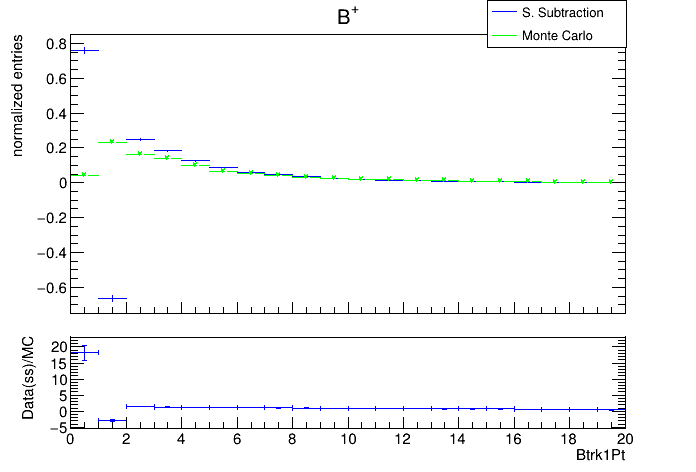 B+
S. Subtraction
Monte Carlo
normalized entries
0.8
0.6
0.4
0.2
0
−0.2
−0.4
−0.6
Data(ss)/MC
20
15
10
5
0
−5
0 2 4 6 8 10 12 14 16 18 20
Btrk1Pt